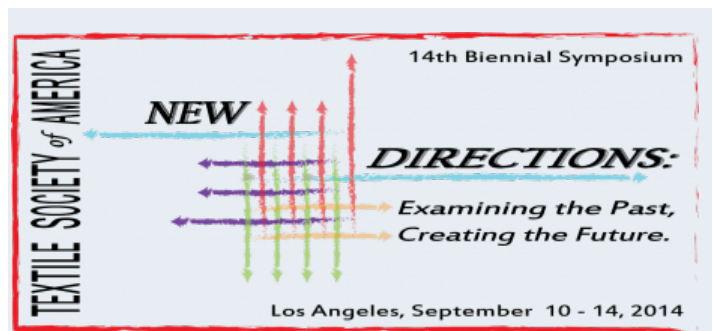 TEXTILE SOCIETY of AMERICA
14th Biennial Symposium
NEW
DIRECTIONS:
Examining the Past,
Creating the Future.
Los Angeles, September 10 - 14, 2014